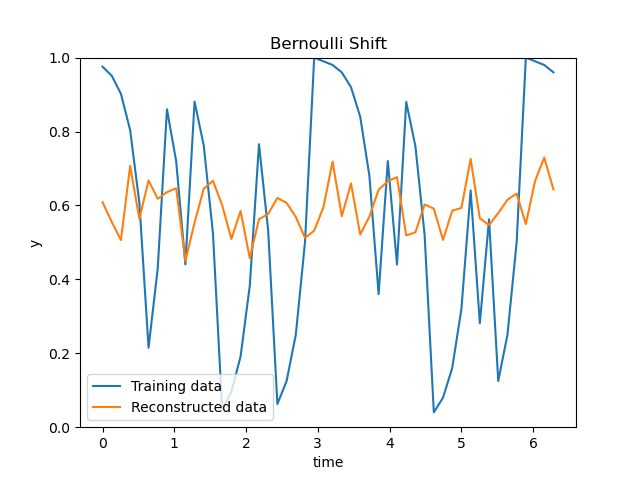 Bernoulli Shift
1.0
0.8
0.6
0.4
0.2
0.0
y
Training data
Reconstructed data
0 1 2 3 4 5 6
time